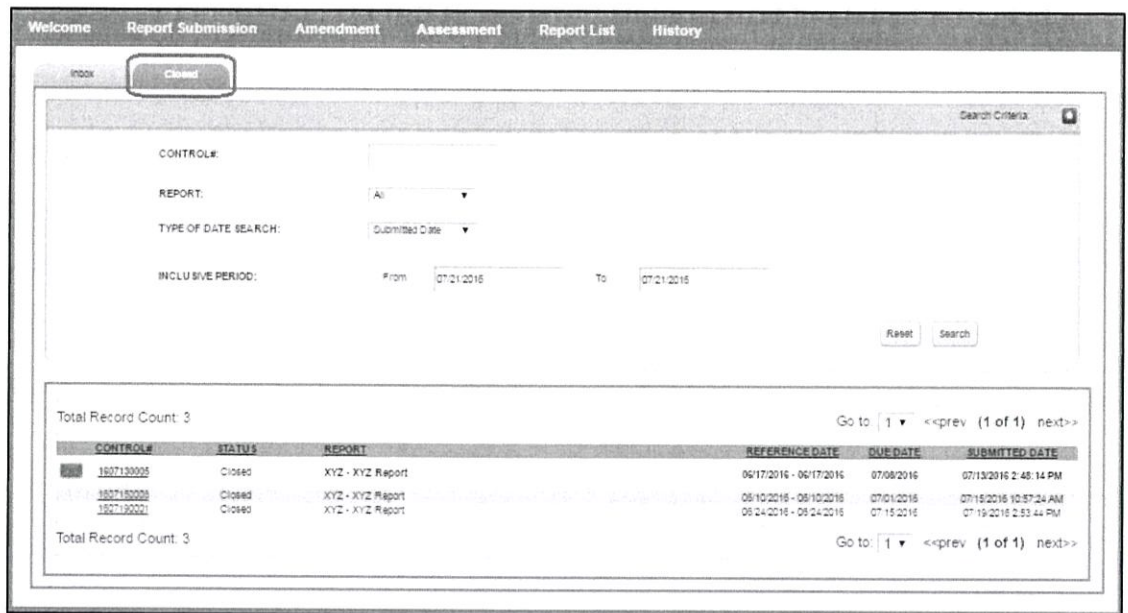 Welcome Report Submission Amendment Assessment Report List History
Inbox Closed
Search Criteria
CONTROL#:
REPORT: All
TYPE OF DATE SEARCH: Submitted Date
INCLUSIVE PERIOD: From 07/21/2016 To 07/21/2016
Reset Search
Total Record Count: 3 Go to: 1 <<prev (1 of 1) next>>
CONTROL# STATUS REPORT REFERENCE DATE DUE DATE SUBMITTED DATE
1607130005 Closed XYZ - XYZ Report 06/17/2016 - 06/17/2016 07/08/2016 07/13/2016 2:48:14 PM
Closed XYZ - XYZ Report 06/10/2016 - 06/10/2016 07/01/2016 07/15/2016 10:57:24 AM
1607190001 Closed XYZ - XYZ Report 06/24/2016 - 06/24/2016 07/15/2016 07/19/2016 2:53:44 PM
Total Record Count: 3 Go to: 1 <<prev (1 of 1) next>>